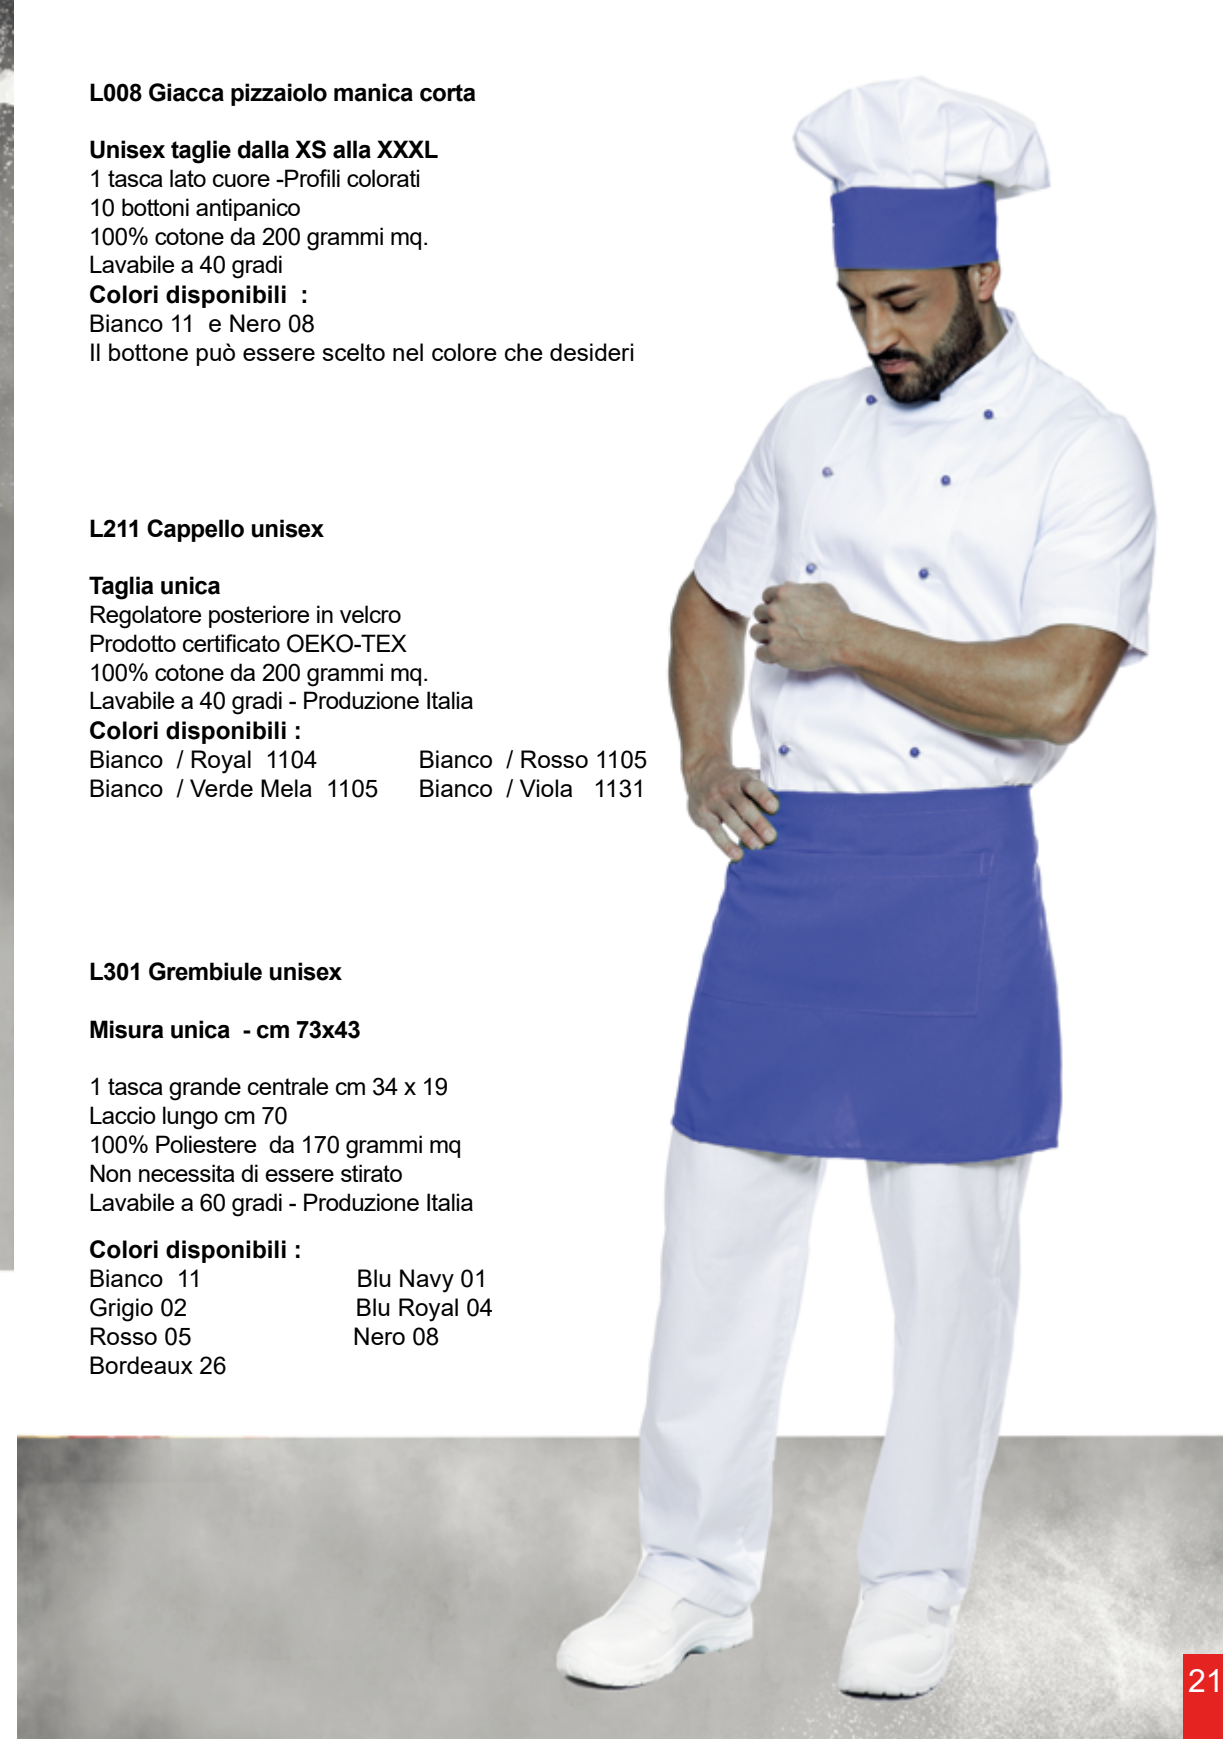 L008 Giacca pizzaiolo manica corta
Unisex taglie dalla XS alla XXXL
1 tasca lato cuore -Profili colorati
10 bottoni antipanico
100% cotone da 200 grammi mq.
Lavabile a 40 gradi
Colori disponibili :
Bianco 11 e Nero 08
Il bottone può essere scelto nel colore che desideri
L211 Cappello unisex
Taglia unica
Regolatore posteriore in velcro
Prodotto certificato OEKO-TEX
100% cotone da 200 grammi mq.
Lavabile a 40 gradi - Produzione Italia
Colori disponibili :
Bianco / Royal 1104 Bianco / Rosso 1105
Bianco / Verde Mela 1105 Bianco / Viola 1131
L301 Grembiule unisex
Misura unica - cm 73x43
1 tasca grande centrale cm 34 x 19
Laccio lungo cm 70
100% Poliestere da 170 grammi mq
Non necessita di essere stirato
Lavabile a 60 gradi - Produzione Italia
Colori disponibili :
Bianco 11 Blu Navy 01
Grigio 02 Blu Royal 04
Rosso 05 Nero 08
Bordeaux 26
21